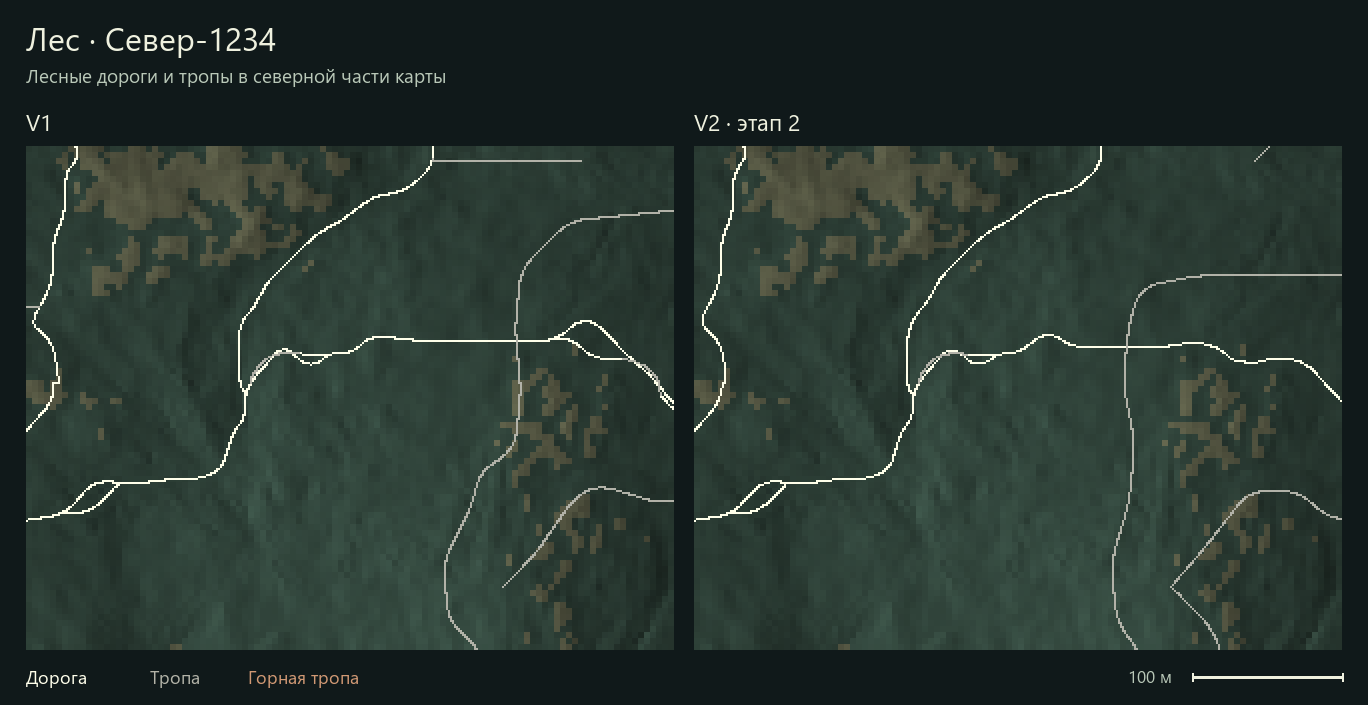 Лес · Север-1234
Лесные дороги и тропы в северной части карты
V1
V2 · этап 2
Дорога Тропа Горная тропа 100 м